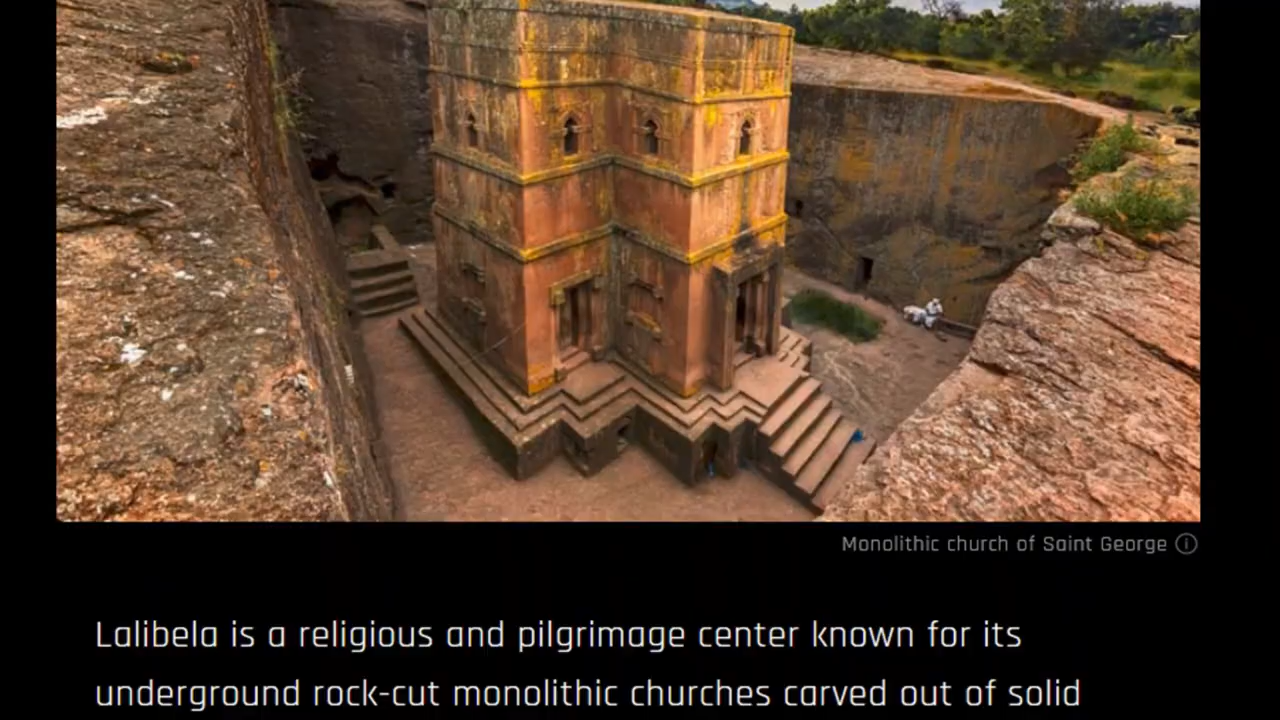 Monolithic church of Saint George
Lalibela is a religious and pilgrimage center known for its
underground rock-cut monolithic churches carved out of solid